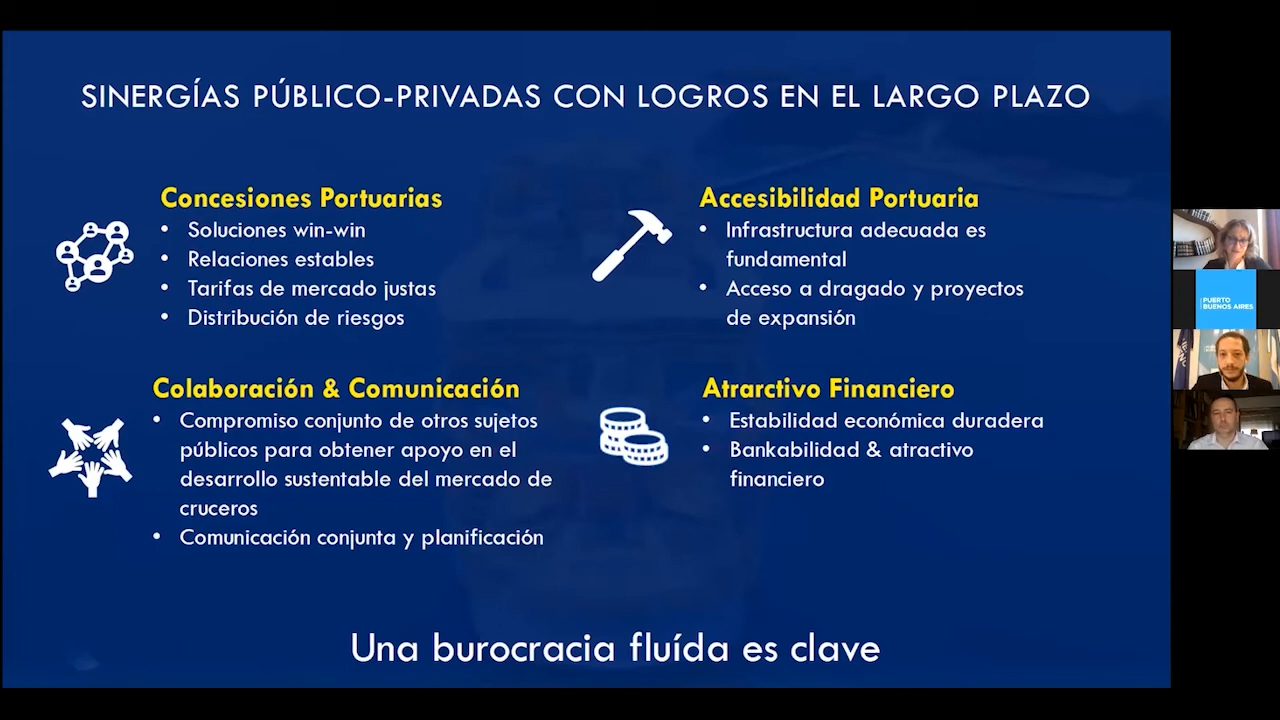 SINERGÍAS PÚBLICO-PRIVADAS CON LOGROS EN EL LARGO PLAZO
Concesiones Portuarias
• Soluciones win-win
• Relaciones estables
• Tarifas de mercado justas
• Distribución de riesgos
Accesibilidad Portuaria
• Infrastructura adecuada es
fundamental
• Acceso a dragado y proyectos
de expansión
Colaboración & Comunicación
• Compromiso conjunto de otros sujetos
públicos para obtener apoyo en el
desarrollo sustentable del mercado de
cruceros
• Comunicación conjunta y planificación
Atrarctivo Financiero
• Estabilidad económica duradera
• Bankabilidad & atractivo
financiero
Una burocracia fluída es clave
PUERTO
BUENOS AIRES